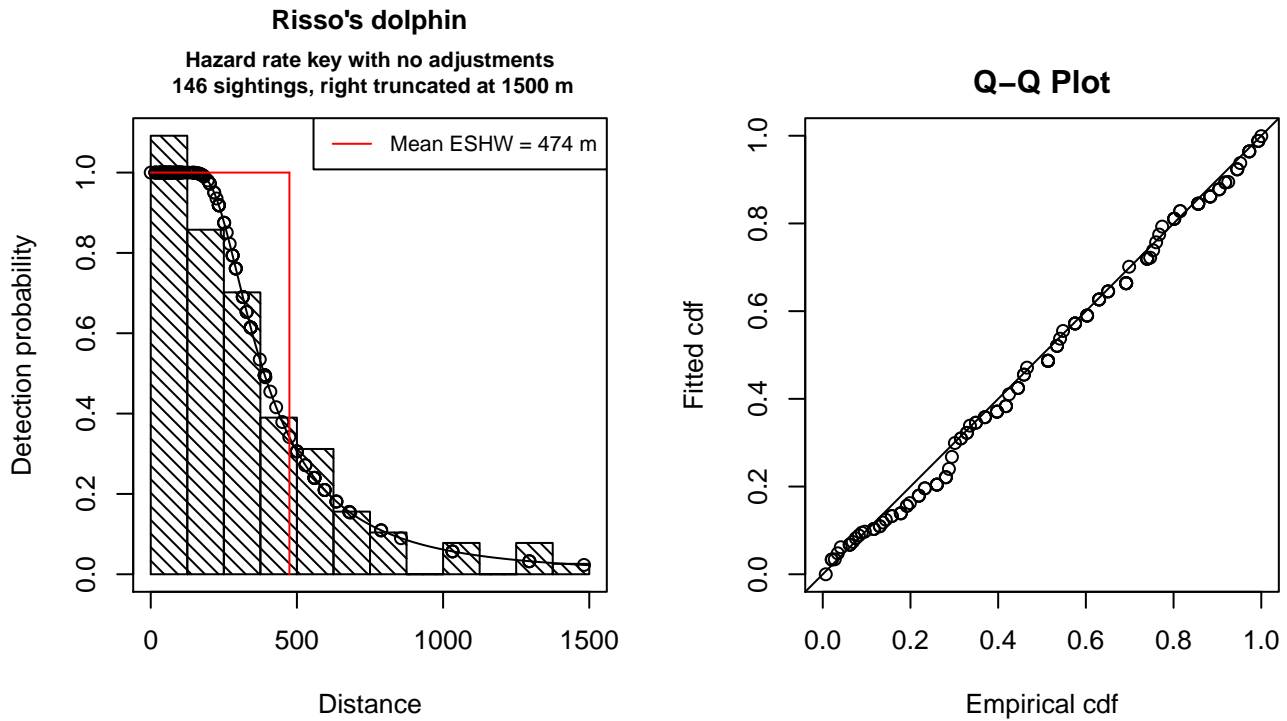 Risso's dolphin
Hazard rate key with no adjustments
146 sightings, right truncated at 1500 m
Mean ESHW = 474 m
Detection probability
1.0
0.8
0.6
0.4
0.2
0.0
0 500 1000 1500
Distance
Q−Q Plot
Fitted cdf
1.0
0.8
0.6
0.4
0.2
0.0
0.0 0.2 0.4 0.6 0.8 1.0
Empirical cdf